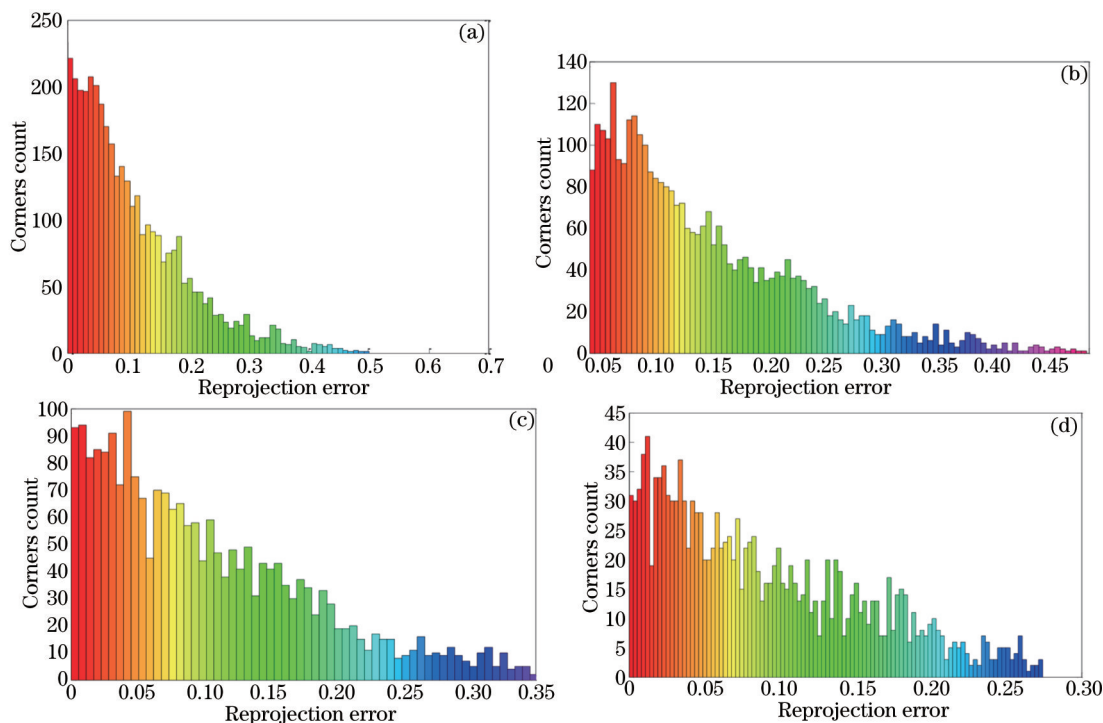 (a)
250
200
150
100
50
0
Corners count
0 0.1 0.2 0.3 0.4 0.5 0.6 0.7
Reprojection error
(b)
140
120
100
80
60
40
20
0
Corners count
0 0.05 0.10 0.15 0.20 0.25 0.30 0.35 0.40 0.45
Reprojection error
(c)
100
90
80
70
60
50
40
30
20
10
0
Corners count
0 0.05 0.10 0.15 0.20 0.25 0.30 0.35
Reprojection error
(d)
45
40
35
30
25
20
15
10
5
0
Corners count
0 0.05 0.10 0.15 0.20 0.30
Reprojection error